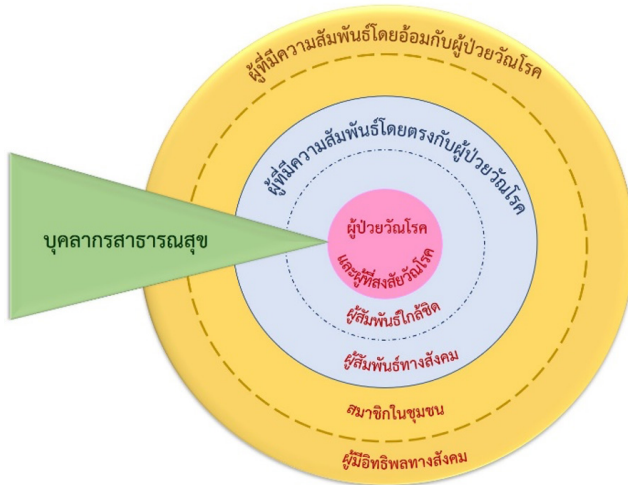 ผู้ที่มีความสัมพันธ์โดยอ้อมกับผู้ป่วยวัณโรค
ผู้ที่มีความสัมพันธ์โดยตรงกับผู้ป่วยวัณโรค
บุคลากรสาธารณสุข
ผู้ป่วยวัณโรค
และผู้ที่สงสัยวัณโรค
ผู้สัมพันธ์ใกล้ชิด
ผู้สัมพันธ์ทางสังคม
สมาชิกในชุมชน
ผู้มีอิทธิพลทางสังคม